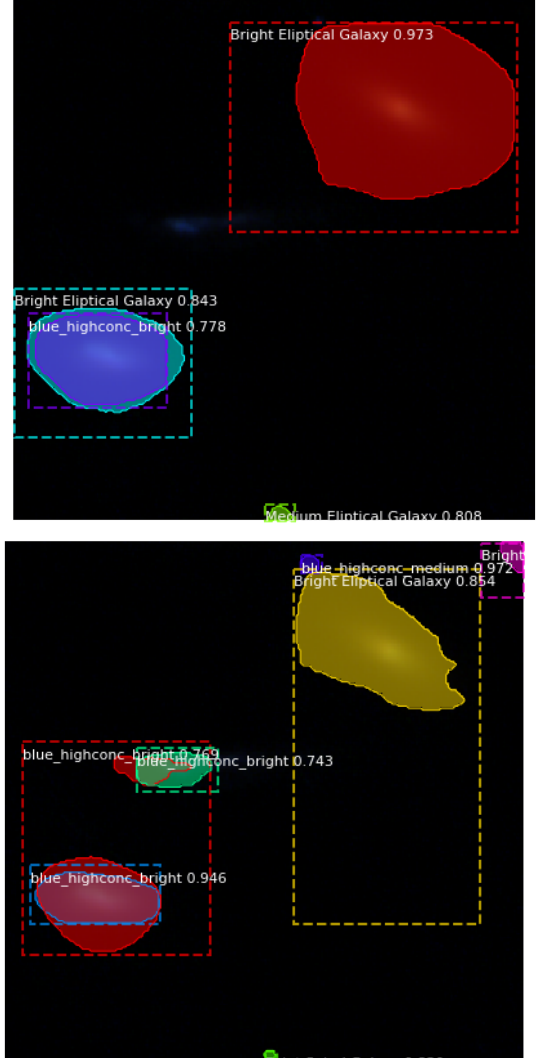 Bright Eliptical Galaxy 0.973
Bright Eliptical Galaxy 0.843
blue_highconc_bright 0.778
Medium Eliptical Galaxy 0.808
Bright
blue_highconc_medium 0.972
Bright Eliptical Galaxy 0.854
blue_highconc_bright 0.769
blue_highconc_bright 0.743
blue_highconc_bright 0.946